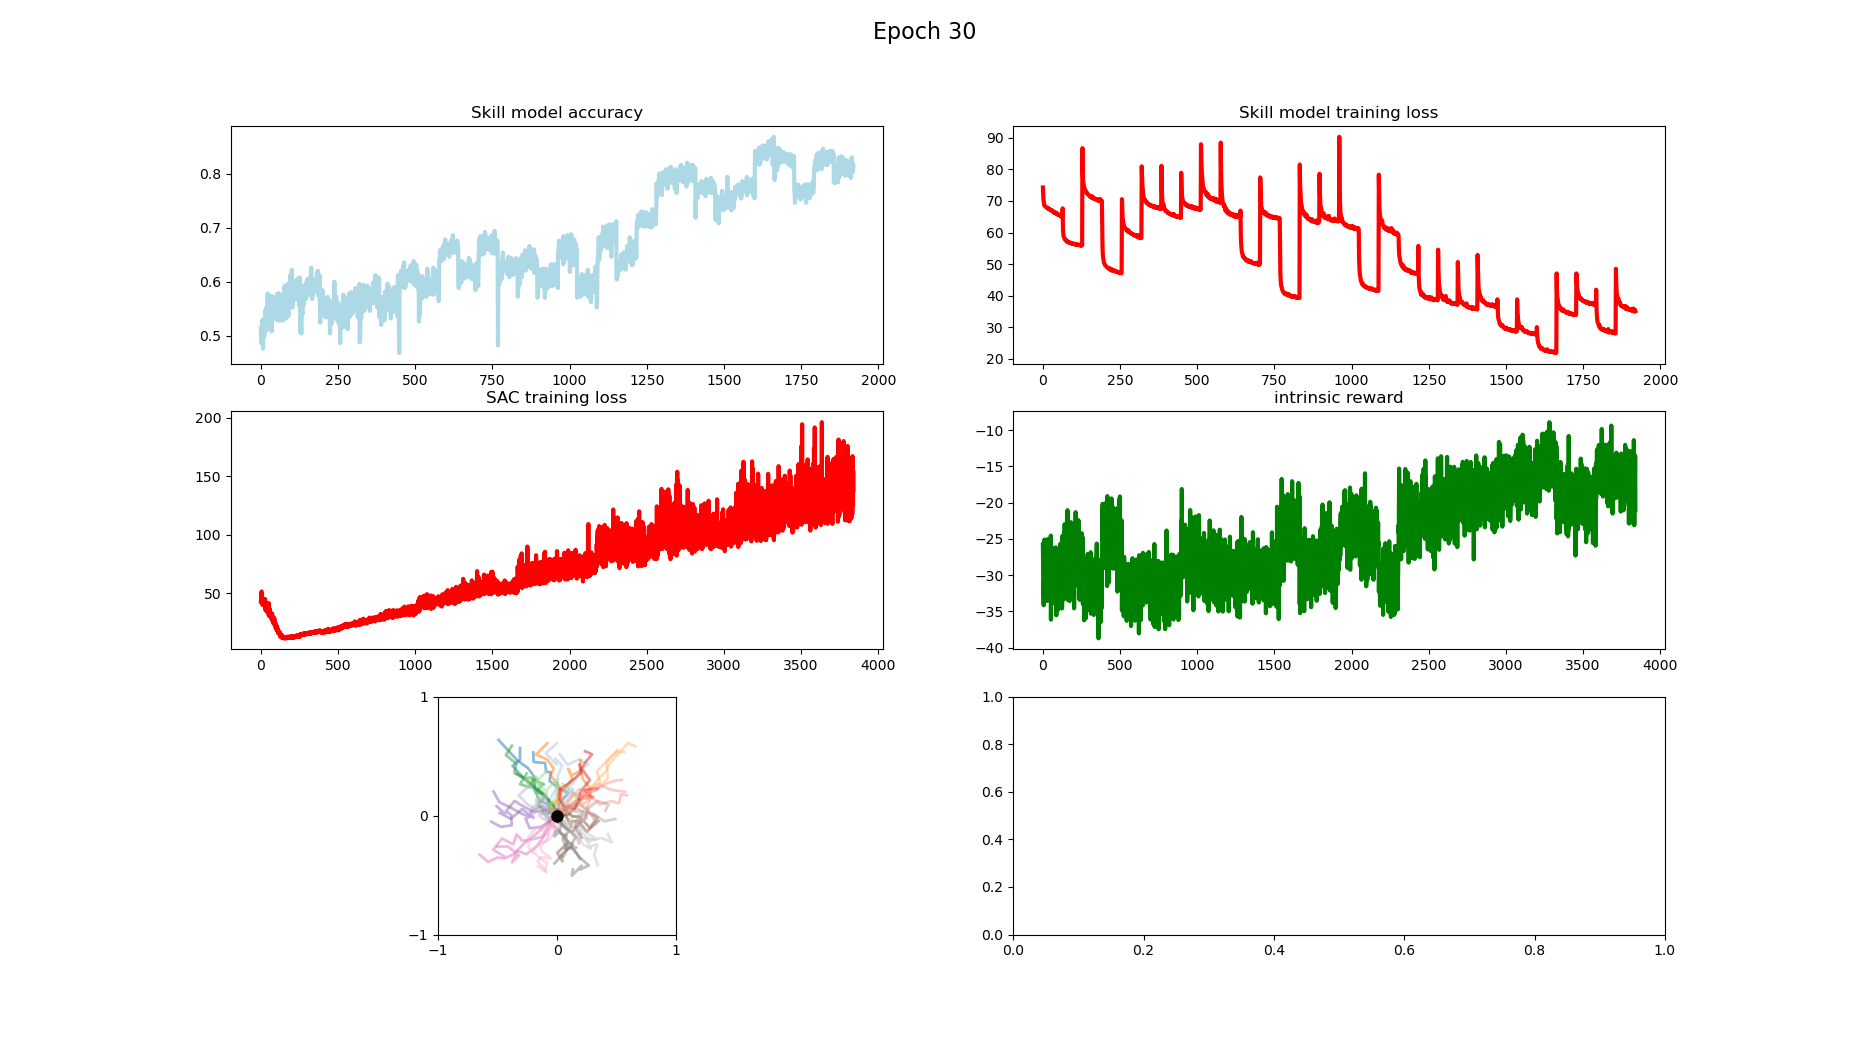 Epoch 30
Skill model accuracy
0.8
0.7
0.6
0.5
0 250 500 750 1000 1250 1500 1750 2000
Skill model training loss
90
80
70
60
50
40
30
20
0 250 500 750 1000 1250 1500 1750 2000
SAC training loss
200
150
100
50
0 500 1000 1500 2000 2500 3000 3500 4000
intrinsic reward
−10
−15
−20
−25
−30
−35
−40
0 500 1000 1500 2000 2500 3000 3500 4000
1
0
−1
−1 0 1
1.0
0.8
0.6
0.4
0.2
0.0
0.0 0.2 0.4 0.6 0.8 1.0